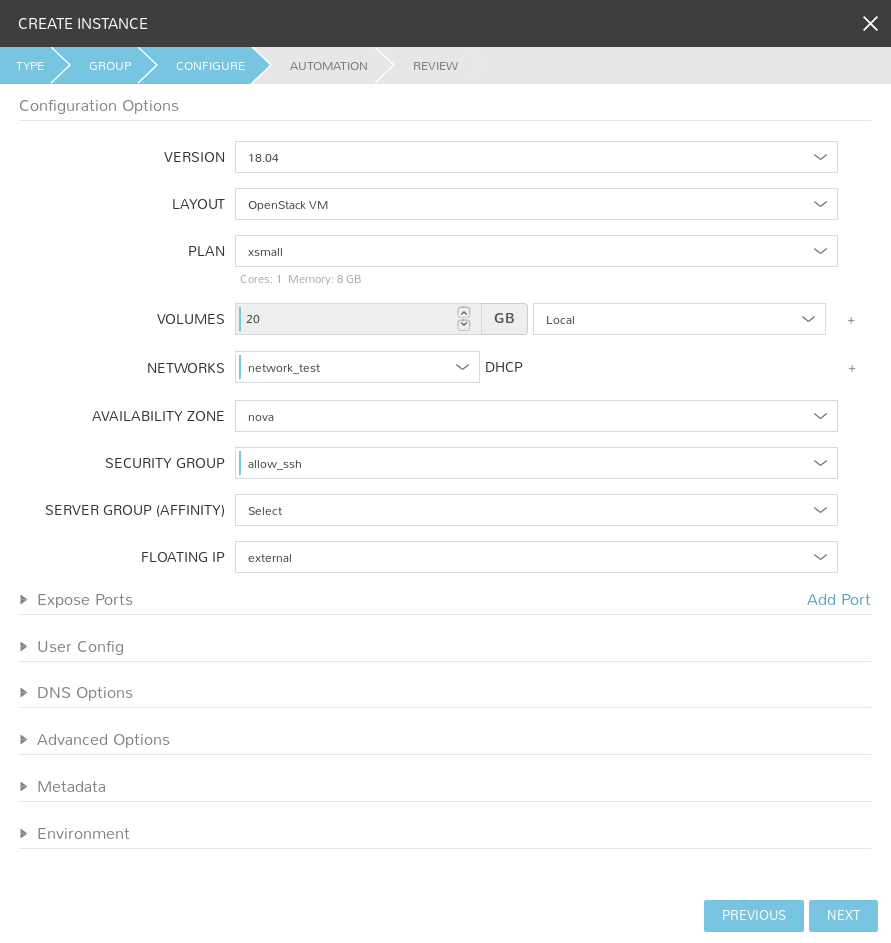 CREATE INSTANCE
TYPE GROUP CONFIGURE AUTOMATION REVIEW
Configuration Options
VERSION 18.04
LAYOUT OpenStack VM
PLAN xsmall
Cores: 1 Memory: 8 GB
VOLUMES 20 GB Local +
NETWORKS network_test DHCP +
AVAILABILITY ZONE nova
SECURITY GROUP allow_ssh
SERVER GROUP (AFFINITY) Select
FLOATING IP external
Expose Ports Add Port
User Config
DNS Options
Advanced Options
Metadata
Environment
PREVIOUS NEXT